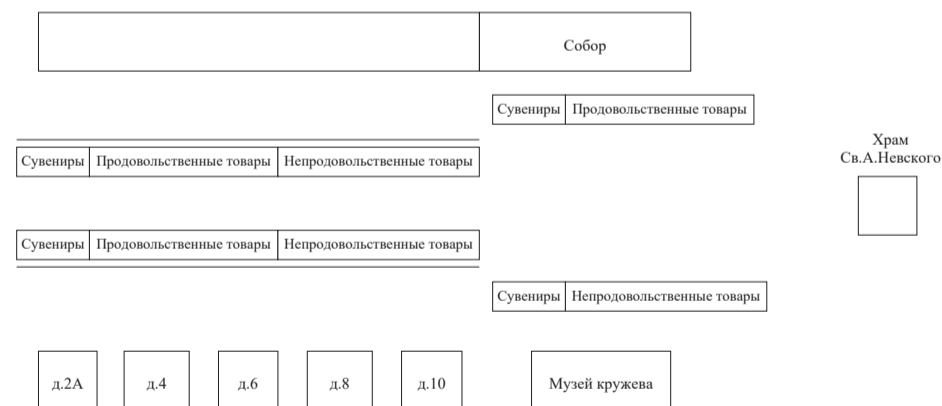 Собор
Сувениры Продовольственные товары
Храм
Св.А.Невского
Сувениры Продовольственные товары Непродовольственные товары
Сувениры Продовольственные товары Непродовольственные товары
Сувениры Непродовольственные товары
д.2А д.4 д.6 д.8 д.10 Музей кружева